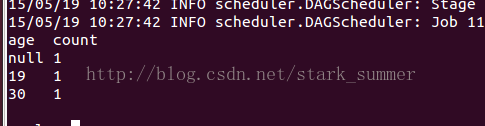 15/05/19 10:27:42 INFO scheduler.DAGScheduler: Stage
15/05/19 10:27:42 INFO scheduler.DAGScheduler: Job 11
age count
null 1
19 1
http://blog.csdn.net/stark_summer
30 1